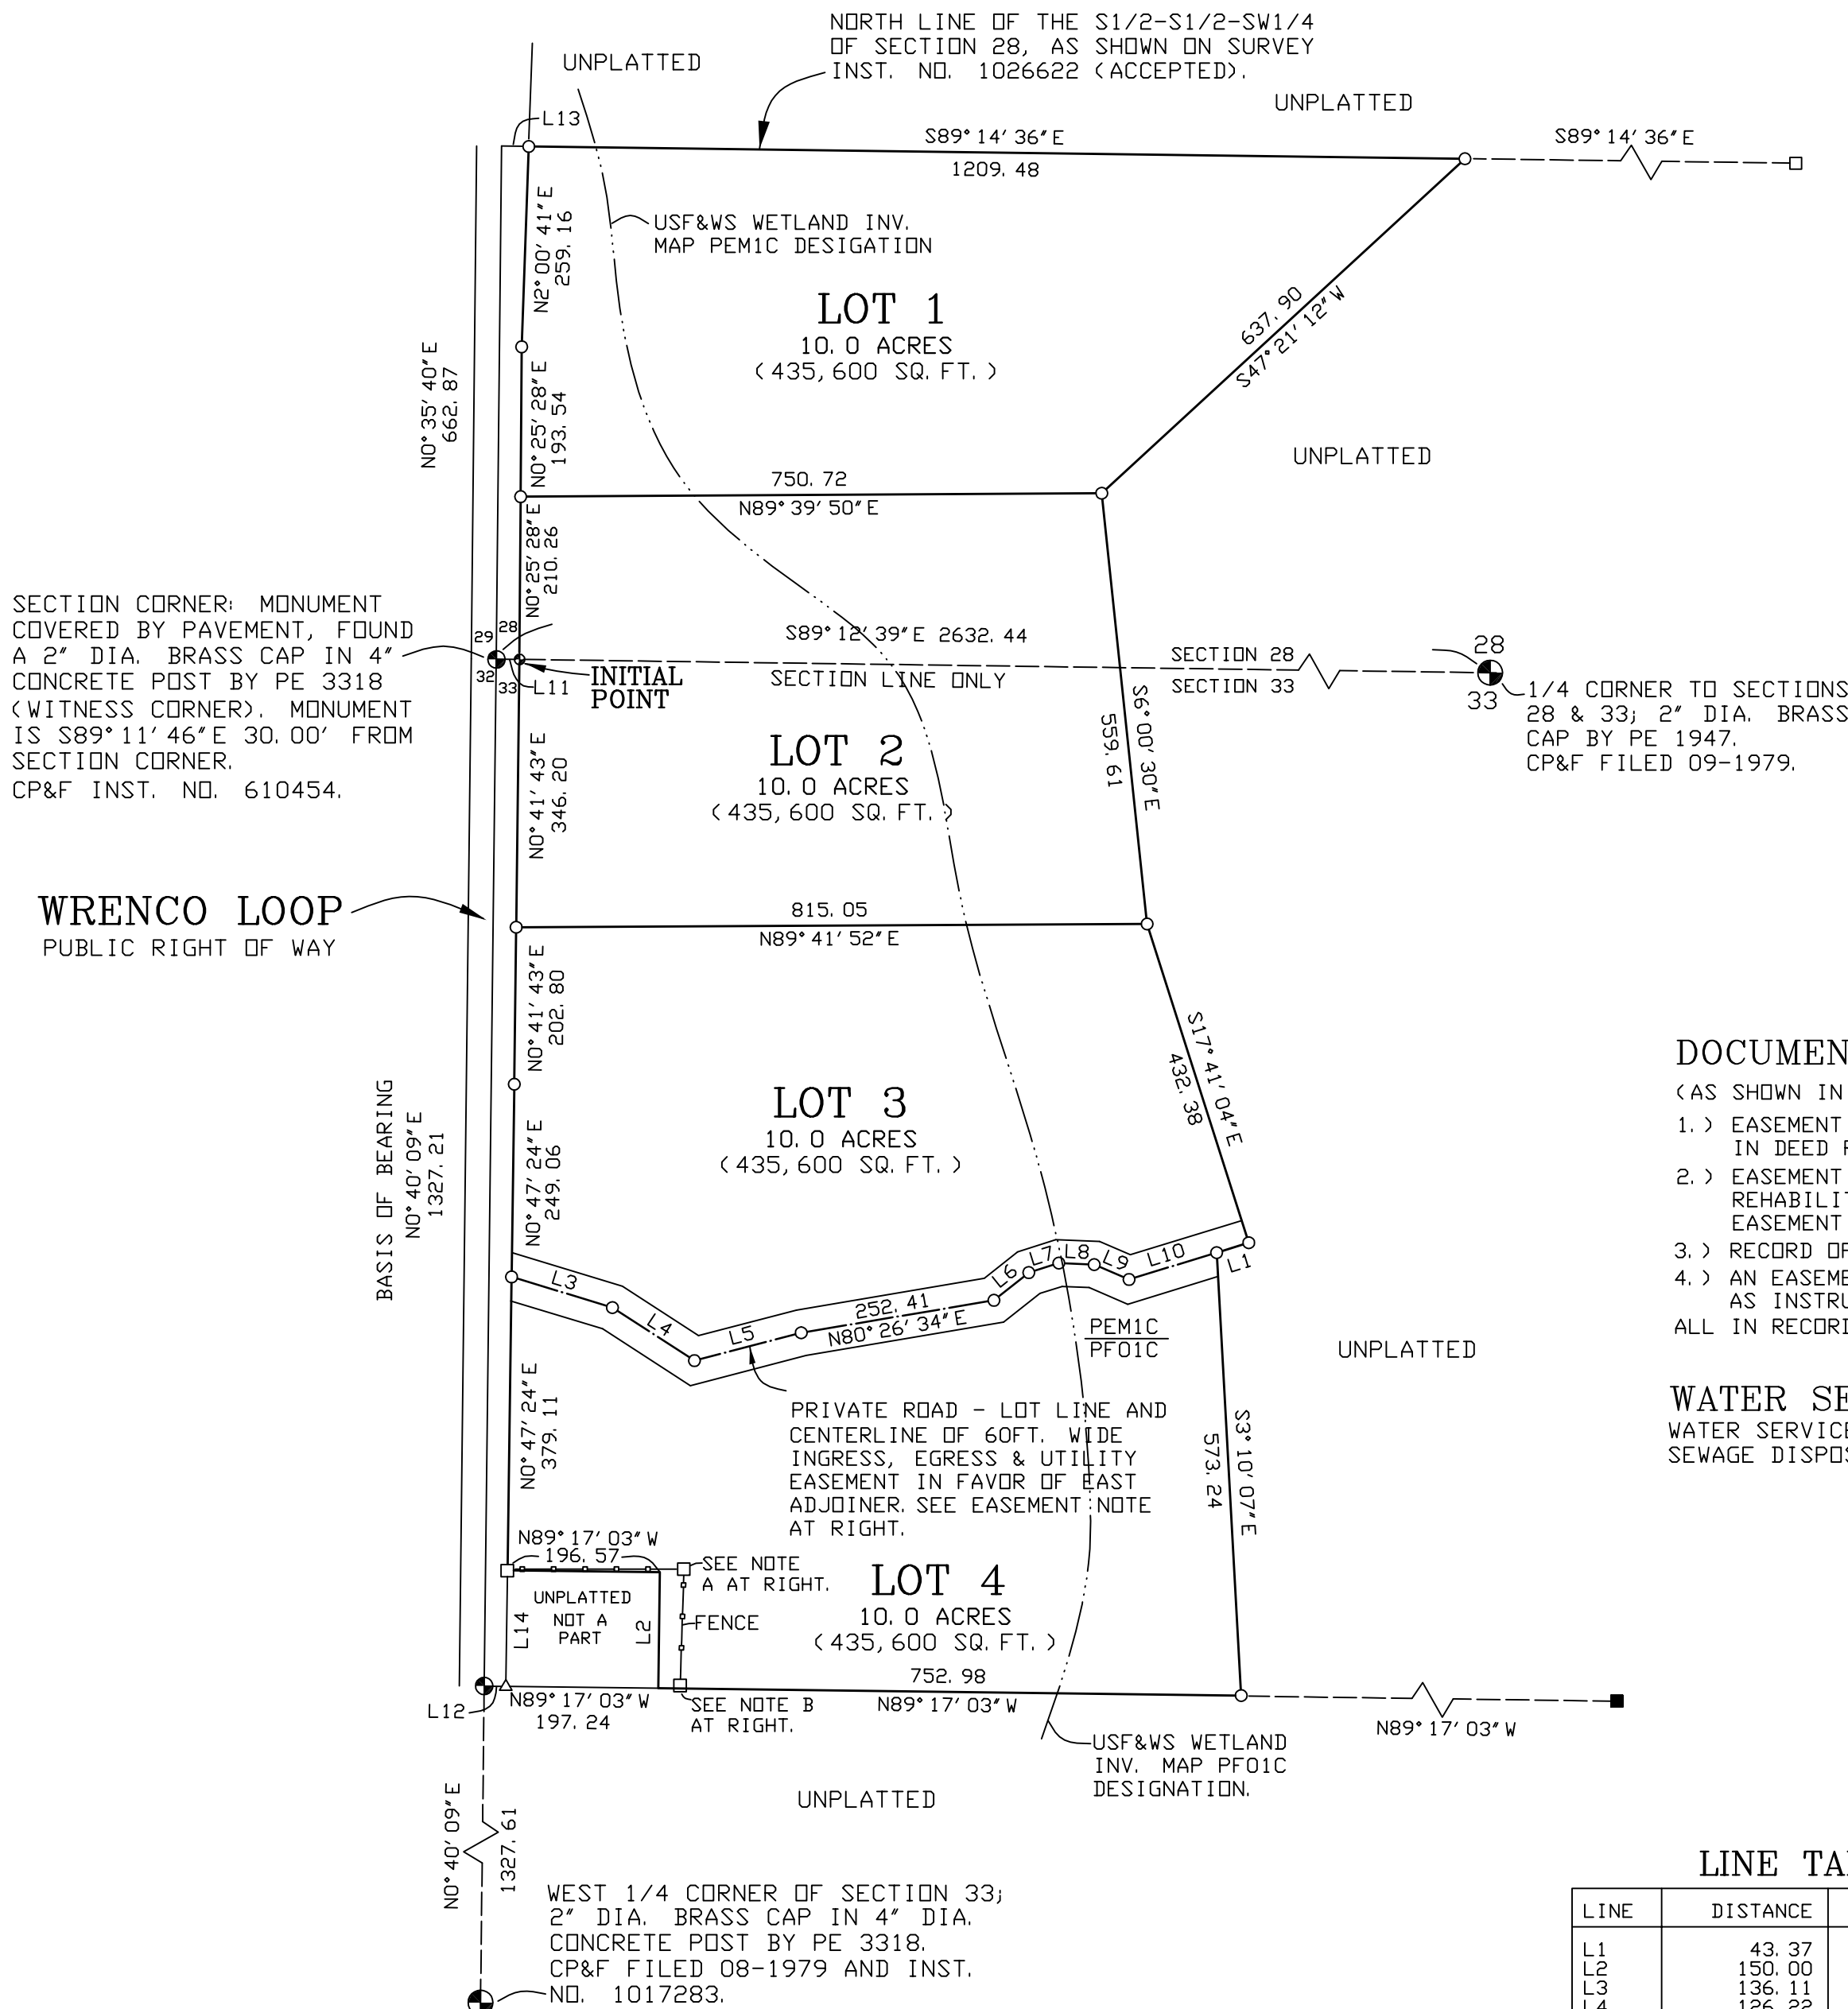 NORTH LINE OF THE S1/2-S1/2-SW1/4
OF SECTION 28, AS SHOWN ON SURVEY
INST. NO. 1026622 (ACCEPTED).
UNPLATTED
UNPLATTED
L13
S89°14'36"E
1209.48
S89°14'36"E
N2°00'41"E
259.16
USF&WS WETLAND INV.
MAP PEM1C DESIGATION
LOT 1
10.0 ACRES
(435,600 SQ.FT.)
637.90
S47°21'12"W
N0°35'40"E
662.87
N0°25'28"E
193.54
UNPLATTED
750.72
N89°39'50"E
N0°25'28"E
210.26
SECTION CORNER: MONUMENT
COVERED BY PAVEMENT, FOUND
A 2" DIA. BRASS CAP IN 4"
CONCRETE POST BY PE 3318
(WITNESS CORNER). MONUMENT
IS S89°11'46"E 30.00' FROM
SECTION CORNER.
CP&F INST. NO. 610454.
29
28
32
33
L11
INITIAL
POINT
S89°12'39"E 2632.44
SECTION LINE ONLY
SECTION 28
SECTION 33
28
33
1/4 CORNER TO SECTIONS
28 & 33; 2" DIA. BRASS
CAP BY PE 1947.
CP&F FILED 09-1979.
S6°00'30"E
559.61
LOT 2
10.0 ACRES
(435,600 SQ.FT.)
N0°41'43"E
346.20
WRENCO LOOP
PUBLIC RIGHT OF WAY
815.05
N89°41'52"E
N0°41'43"E
202.80
S17°41'04"E
432.38
LOT 3
10.0 ACRES
(435,600 SQ.FT.)
BASIS OF BEARING
N0°40'09"E
1327.21
N0°47'24"E
249.06
DOCUMEN
(AS SHOWN IN
1.) EASEMENT
IN DEED
2.) EASEMENT
REHABILI
EASEMENT
3.) RECORD OF
4.) AN EASEME
AS INSTRU
ALL IN RECORD
WATER SE
WATER SERVICE
SEWAGE DISPOS
L3
L4
L5
252.41
N80°26'34"E
L6
L7
L8
L9
L10
L1
PEM1C
PF01C
UNPLATTED
PRIVATE ROAD - LOT LINE AND
CENTERLINE OF 60FT. WIDE
INGRESS, EGRESS & UTILITY
EASEMENT IN FAVOR OF EAST
ADJOINER. SEE EASEMENT NOTE
AT RIGHT.
N0°47'24"E
379.11
S3°10'07"E
573.24
N89°17'03"W
196.57
SEE NOTE
A AT RIGHT.
UNPLATTED
NOT A
PART
L14
L2
FENCE
LOT 4
10.0 ACRES
(435,600 SQ.FT.)
752.98
N89°17'03"W
L12
N89°17'03"W
197.24
SEE NOTE B
AT RIGHT.
N89°17'03"W
USF&WS WETLAND
INV. MAP PF01C
DESIGNATION.
UNPLATTED
N0°40'09"E
1327.61
WEST 1/4 CORNER OF SECTION 33;
2" DIA. BRASS CAP IN 4" DIA.
CONCRETE POST BY PE 3318.
CP&F FILED 08-1979 AND INST.
NO. 1017283.
LINE TA
LINE DISTANCE
L1 43.37
L2 150.00
L3 136.11
L4 126.22